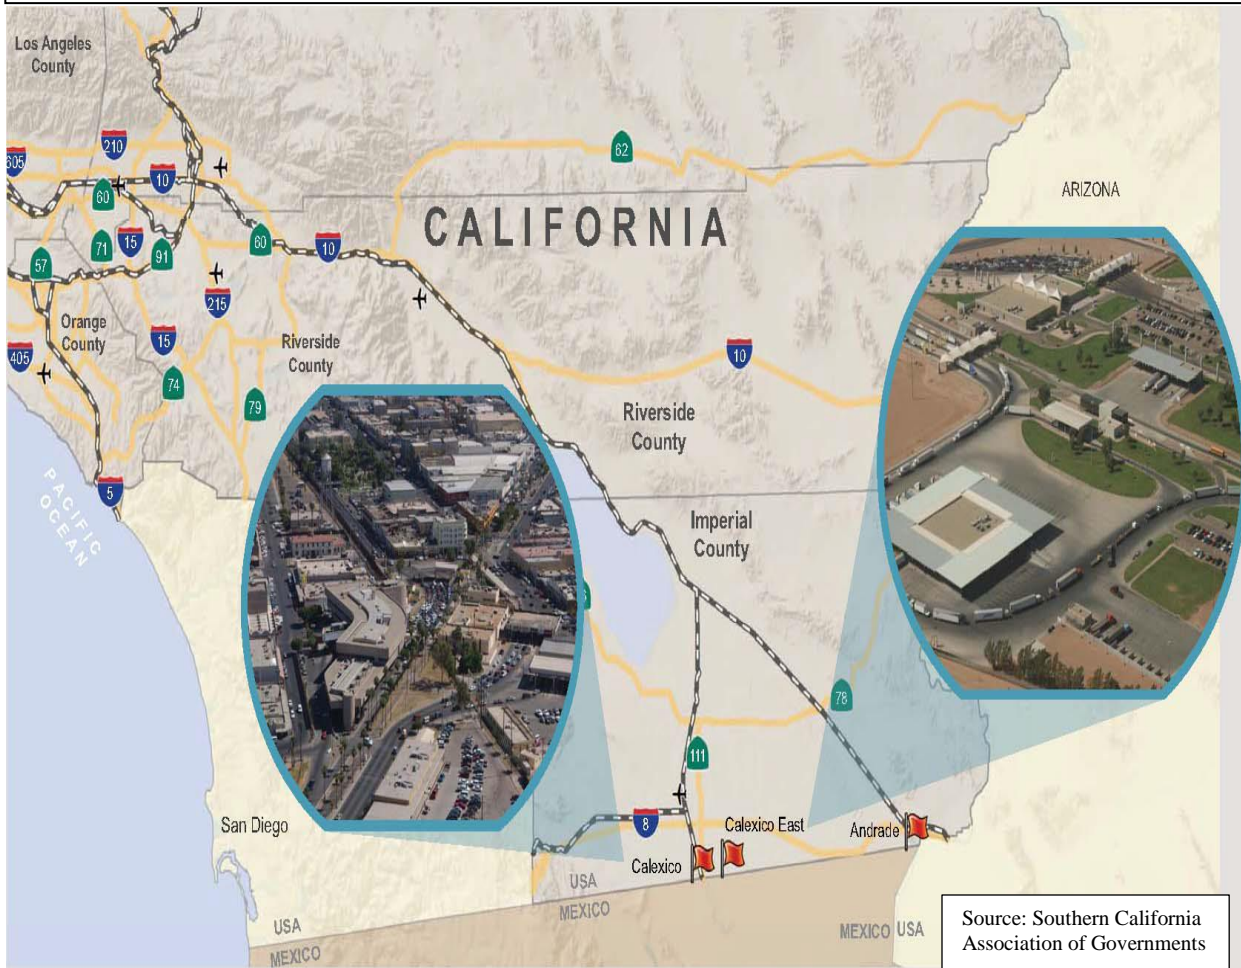 Los Angeles
County
605
210
10
60
62
ARIZONA
CALIFORNIA
71
15
91
60
10
57
215
Orange
County
15
Riverside
County
405
10
74
79
Riverside
County
5
PACIFIC
OCEAN
Imperial
County
78
111
San Diego
8
Calexico East
Andrade
Calexico
USA
MEXICO
USA
MEXICO
MEXICO USA
Source: Southern California
Association of Governments